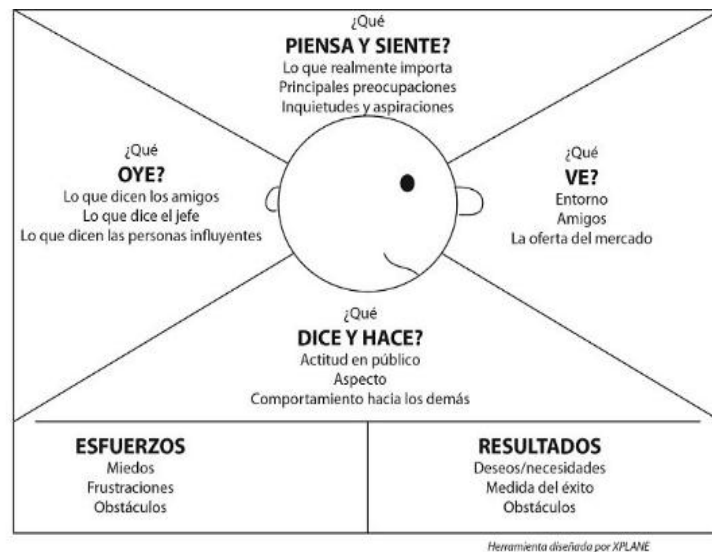 ¿Qué
PIENSA Y SIENTE?
Lo que realmente importa
Principales preocupaciones
Inquietudes y aspiraciones
¿Qué
OYE?
Lo que dicen los amigos
Lo que dice el jefe
Lo que dicen las personas influyentes
¿Qué
VE?
Entorno
Amigos
La oferta del mercado
¿Qué
DICE Y HACE?
Actitud en público
Aspecto
Comportamiento hacia los demás
ESFUERZOS
Miedos
Frustraciones
Obstáculos
RESULTADOS
Deseos/necesidades
Medida del éxito
Obstáculos
Herramienta diseñada por XPLANE